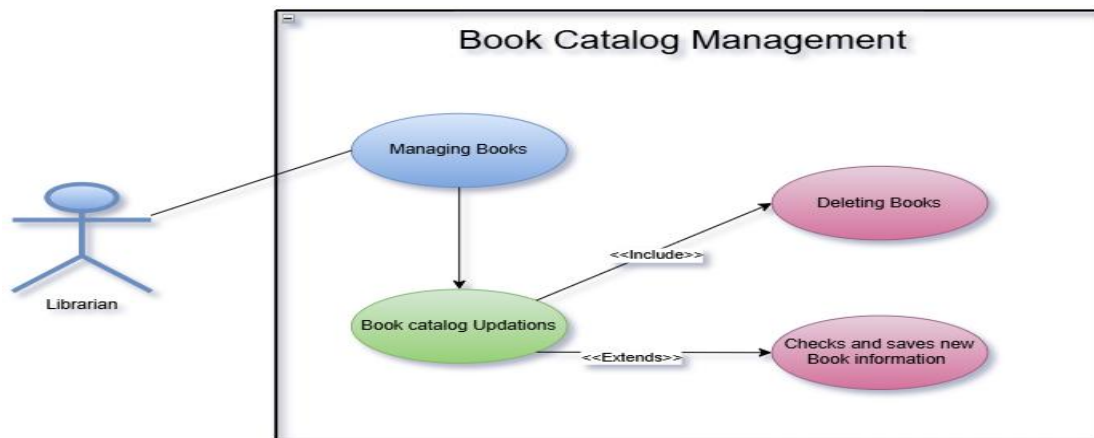 Book Catalog Management
Managing Books
Deleting Books
<<Include>>
Librarian
Book catalog Updations
<<Extends>>
Checks and saves new
Book information